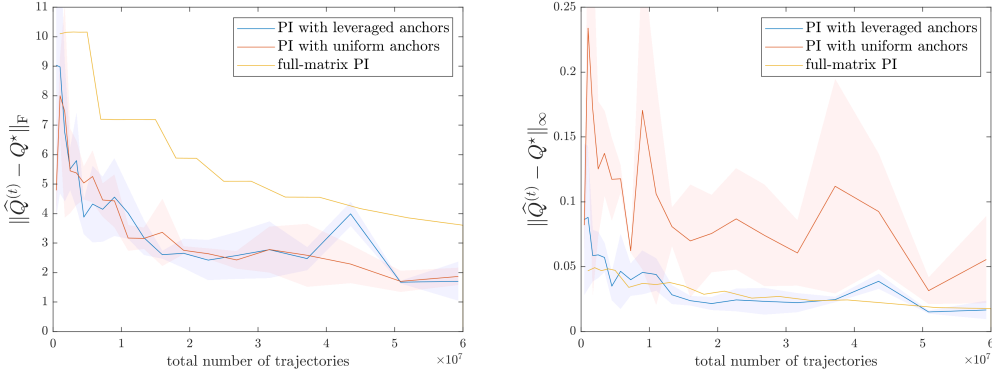 11
10
9
8
7
6
5
4
3
2
1
0
‖Q̂^(t) − Q*‖_F
PI with leveraged anchors
PI with uniform anchors
full-matrix PI
0 1 2 3 4 5 6
×10^7
total number of trajectories
0.25
0.2
0.15
0.1
0.05
0
‖Q̂^(t) − Q*‖_∞
PI with leveraged anchors
PI with uniform anchors
full-matrix PI
0 1 2 3 4 5 6
×10^7
total number of trajectories